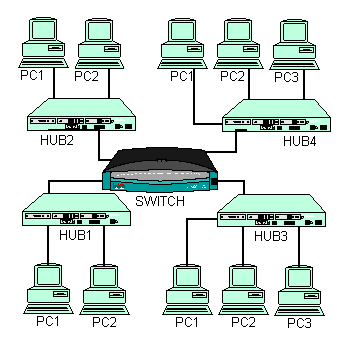 PC1 PC2 PC1 PC2 PC3
HUB2 HUB4
SWITCH
HUB1 HUB3
PC1 PC2 PC1 PC2 PC3